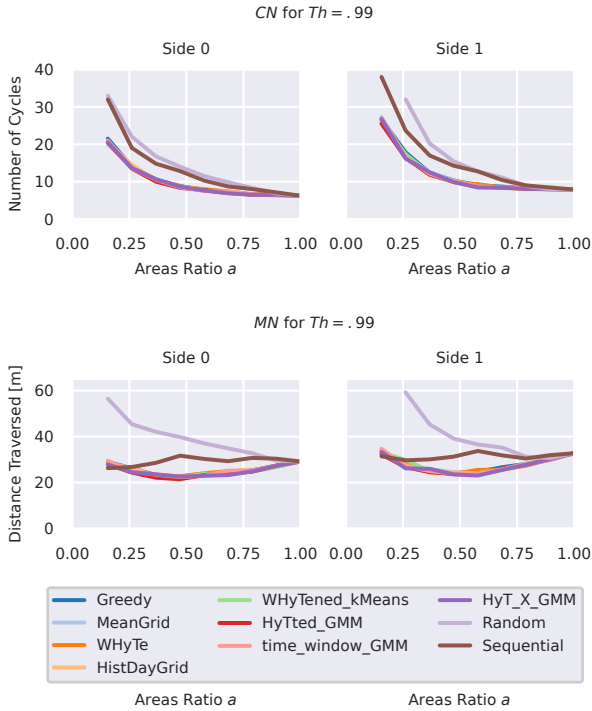 CN for Th = .99
Side 0 Side 1
Number of Cycles
40
30
20
10
0
0.00 0.25 0.50 0.75 1.00 0.00 0.25 0.50 0.75 1.00
Areas Ratio a Areas Ratio a
MN for Th = .99
Side 0 Side 1
Distance Traversed [m]
60
40
20
0
0.00 0.25 0.50 0.75 1.00 0.00 0.25 0.50 0.75 1.00
Greedy WHyTened_kMeans HyT_X_GMM
MeanGrid HyTted_GMM Random
WHyTe time_window_GMM Sequential
HistDayGrid
Areas Ratio a Areas Ratio a